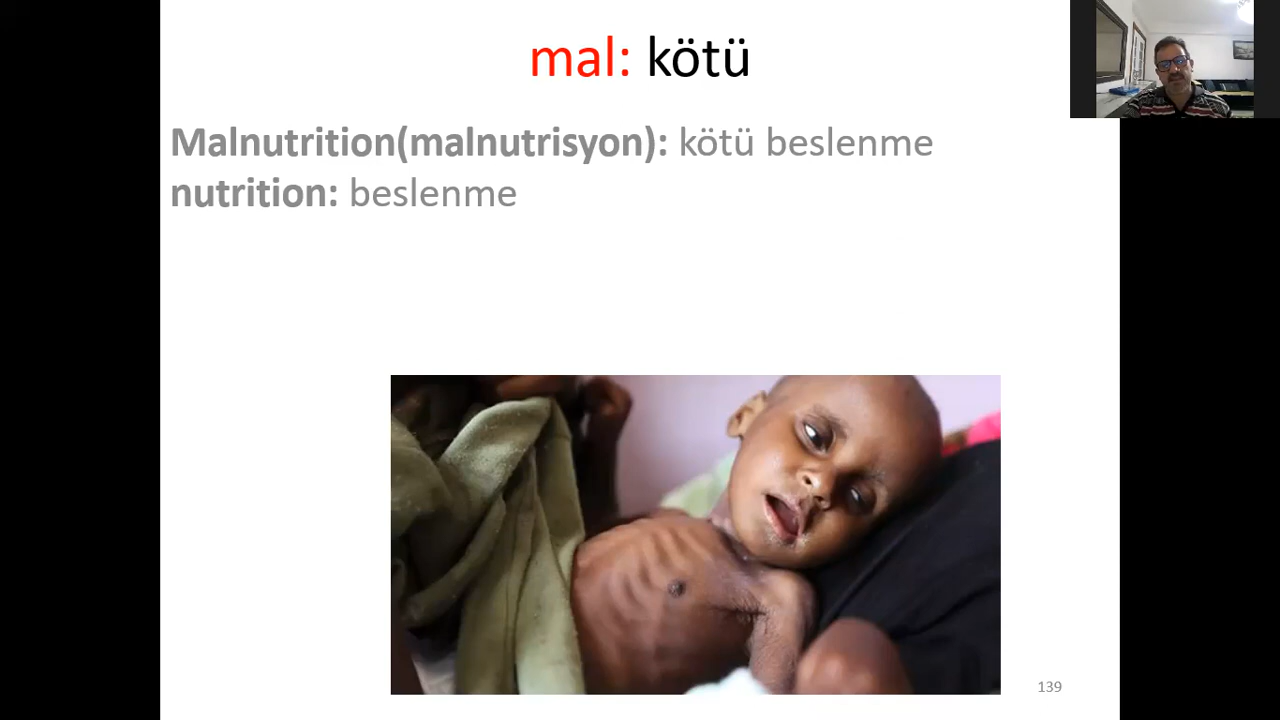 mal: kötü
Malnutrition(malnutrisyon): kötü beslenme
nutrition: beslenme
139